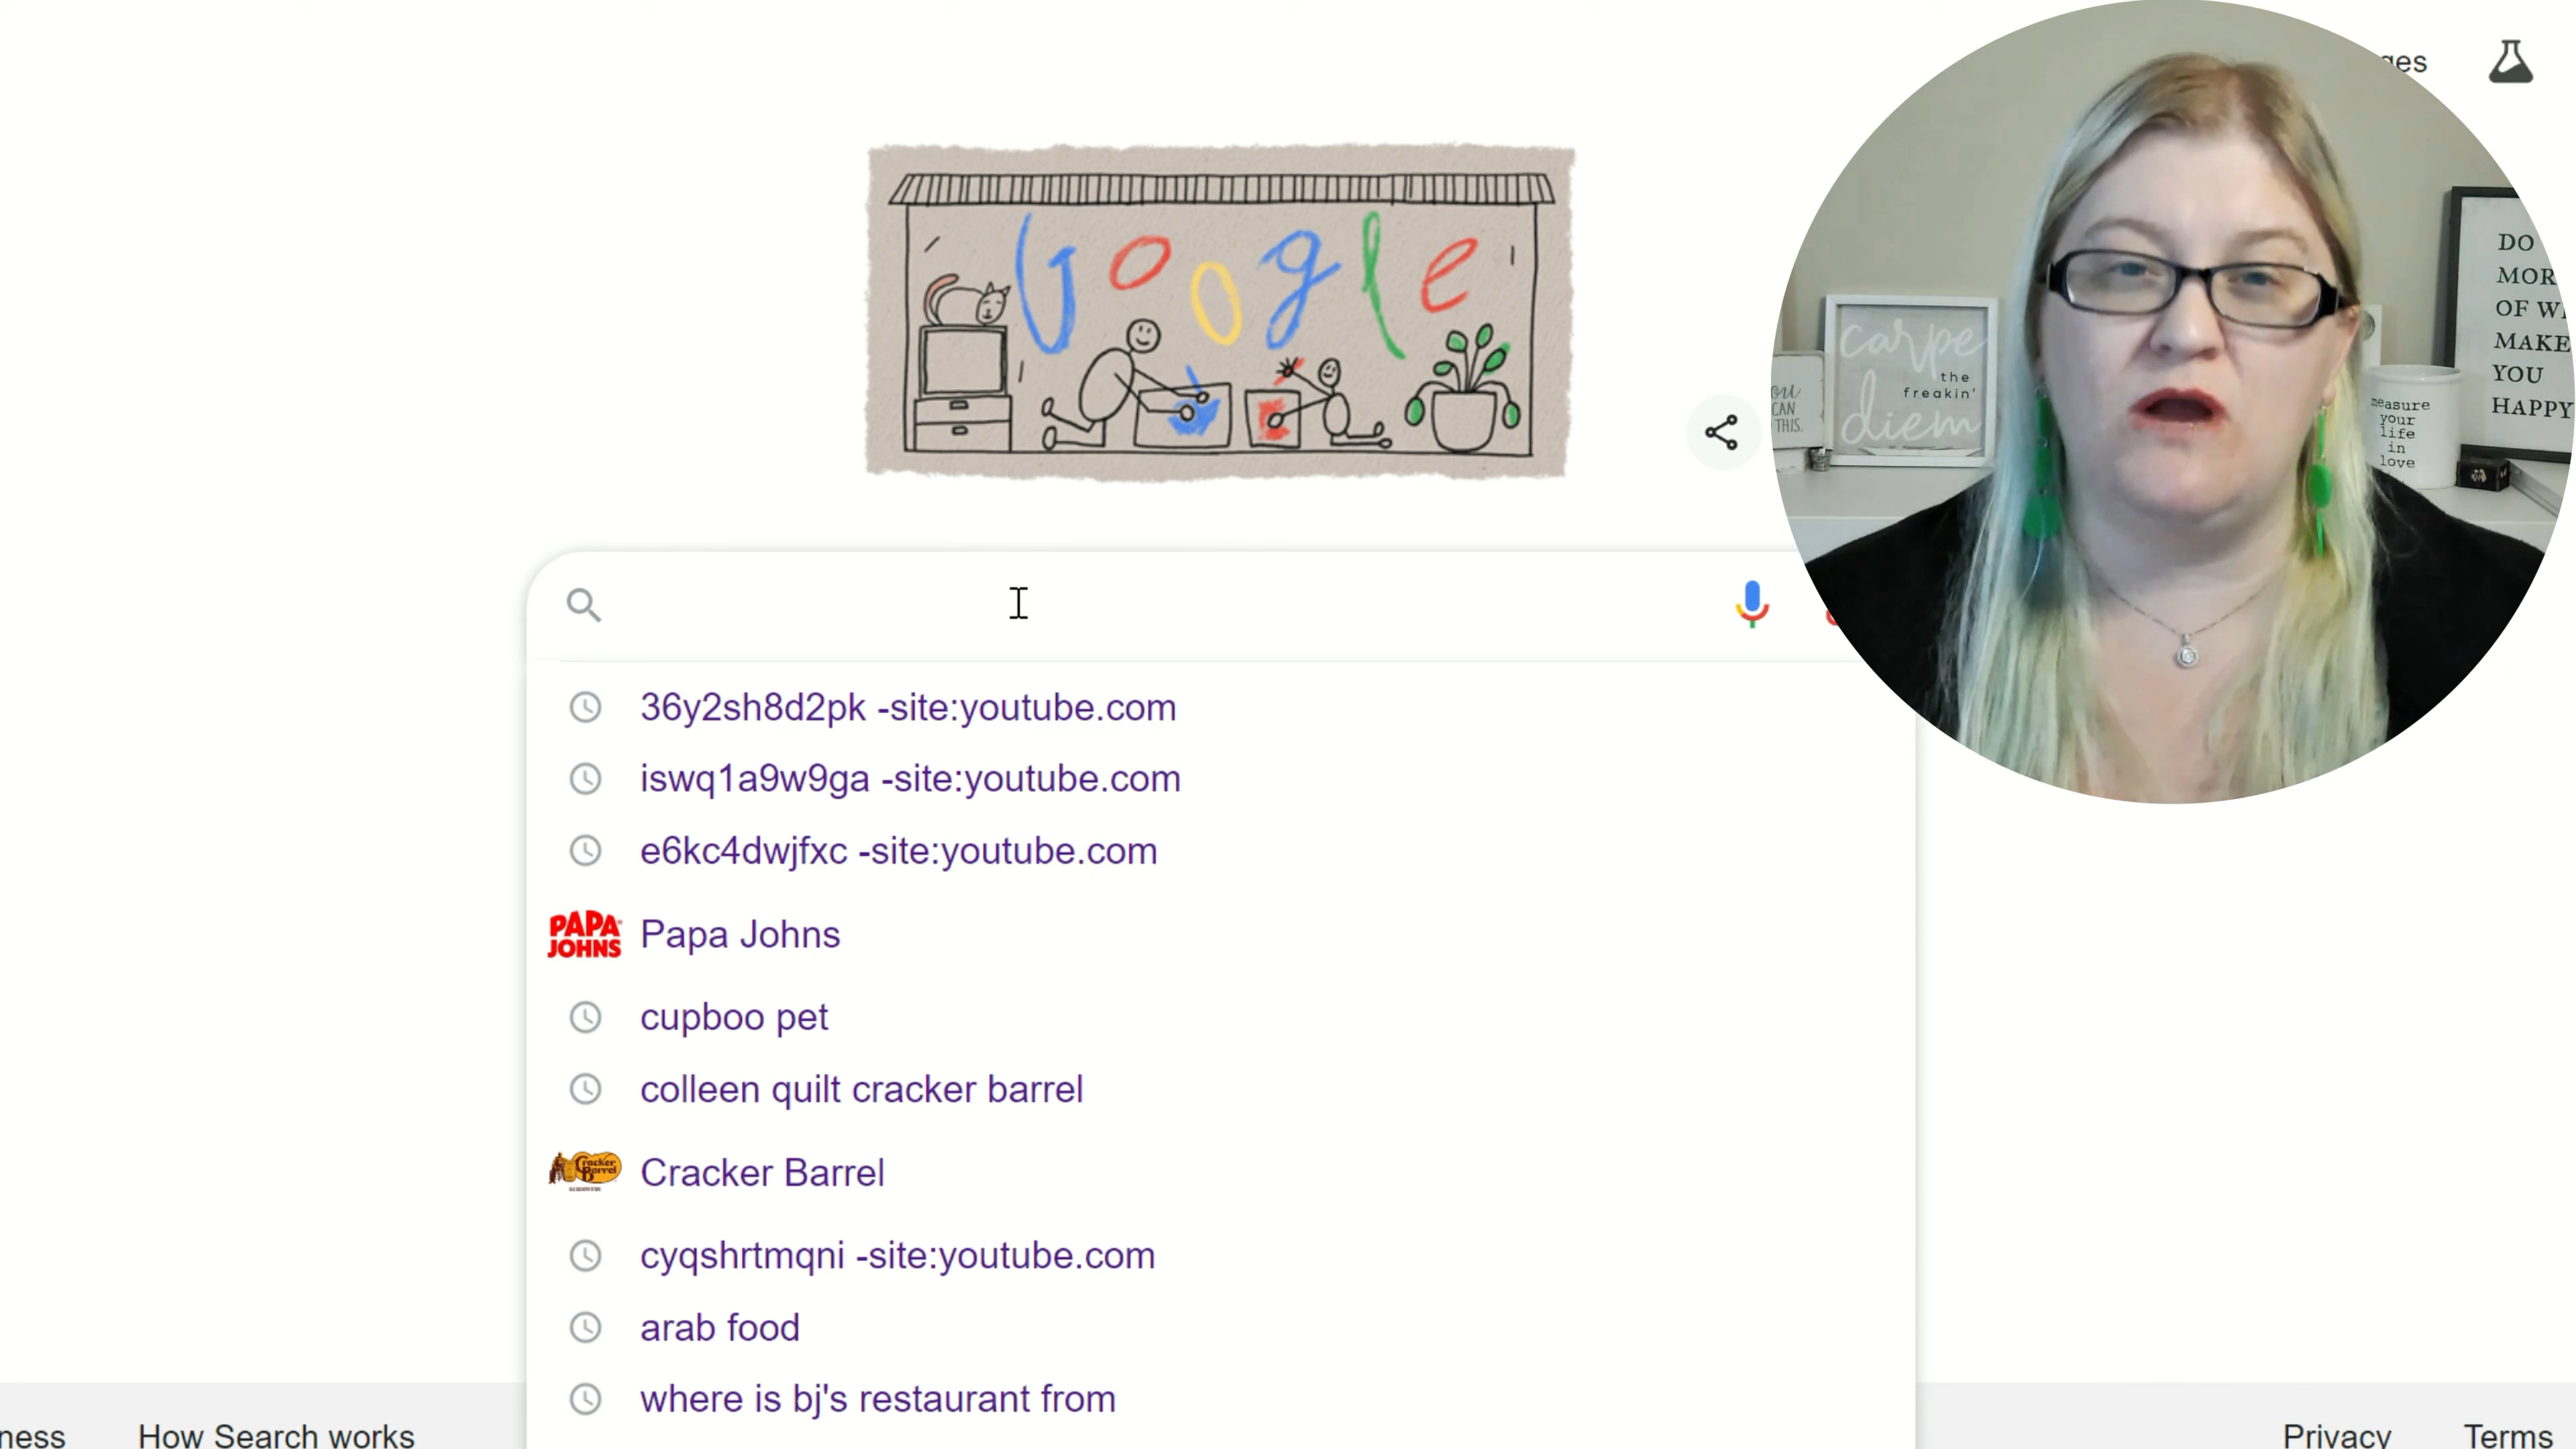 ges
Google
carpe
the
freakin'
diem
CAN
THIS.
DO
MOR
OF W
MAKE
YOU
HAPPY
measure
your
life
in
love
36y2sh8d2pk -site:youtube.com
iswq1a9w9ga -site:youtube.com
e6kc4dwjfxc -site:youtube.com
PAPA
JOHNS
Papa Johns
cupboo pet
colleen quilt cracker barrel
Cracker
Barrel
Cracker Barrel
cyqshrtmqni -site:youtube.com
arab food
where is bj's restaurant from
ness How Search works Privacy Terms